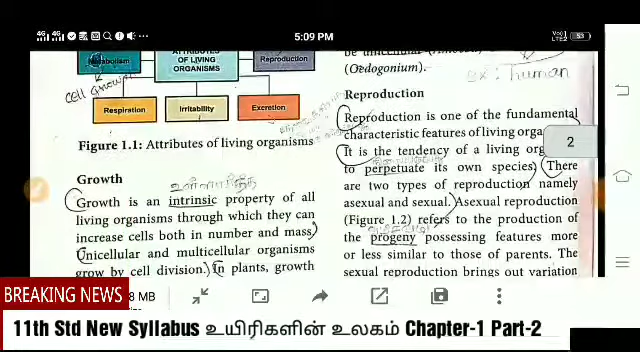 5:09 PM
53
Metabolism
ATTRIBUTES
OF LIVING
ORGANISMS
Reproduction
cell growth
Respiration
Irritability
Excretion
Figure 1.1: Attributes of living organisms
Growth
Growth is an intrinsic property of all
living organisms through which they can
increase cells both in number and mass)
Unicellular and multicellular organisms
grow by cell division.) In plants, growth
be unicellular
(Oedogonium).
ex: human
Reproduction
Reproduction is one of the fundamental
characteristic features of living
It is the tendency of a living
to perpetuate its own species) There
are two types of reproduction namely
asexual and sexual.) Asexual reproduction
(Figure 1.2) refers to the production of
the progeny possessing features more
or less similar to those of parents. The
sexual reproduction brings out variation
2
BREAKING NEWS
8 MB
11th Std New Syllabus உயிரிகளின் உலகம் Chapter-1 Part-2